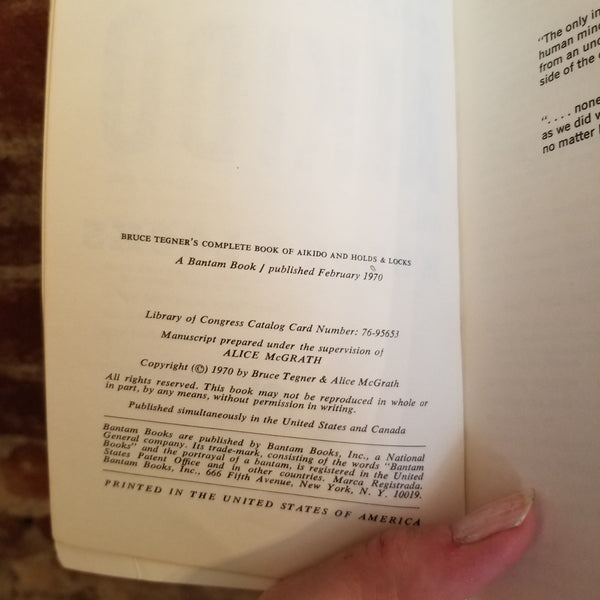 BRUCE TEGNER'S COMPLETE BOOK OF AIKIDO AND HOLDS & LOCKS
A Bantam Book / published February 1970
Library of Congress Catalog Card Number: 76-95653
Manuscript prepared under the supervision of
ALICE McGRATH
Copyright © 1970 by Bruce Tegner & Alice McGrath
All rights reserved. This book may not be reproduced in whole or
in part, by any means, without permission in writing.
Published simultaneously in the United States and Canada
Bantam Books are published by Bantam Books, Inc., a National
General company. Its trade-mark, consisting of the words "Bantam
Books" and the portrayal of a bantam, is registered in the United
States Patent Office and in other countries. Marca Registrada.
Bantam Books, Inc., 666 Fifth Avenue, New York, N. Y. 10019.
PRINTED IN THE UNITED STATES OF AMERICA
"The only in
human min
from an un
side of the
". . . . none
as we did
no matter